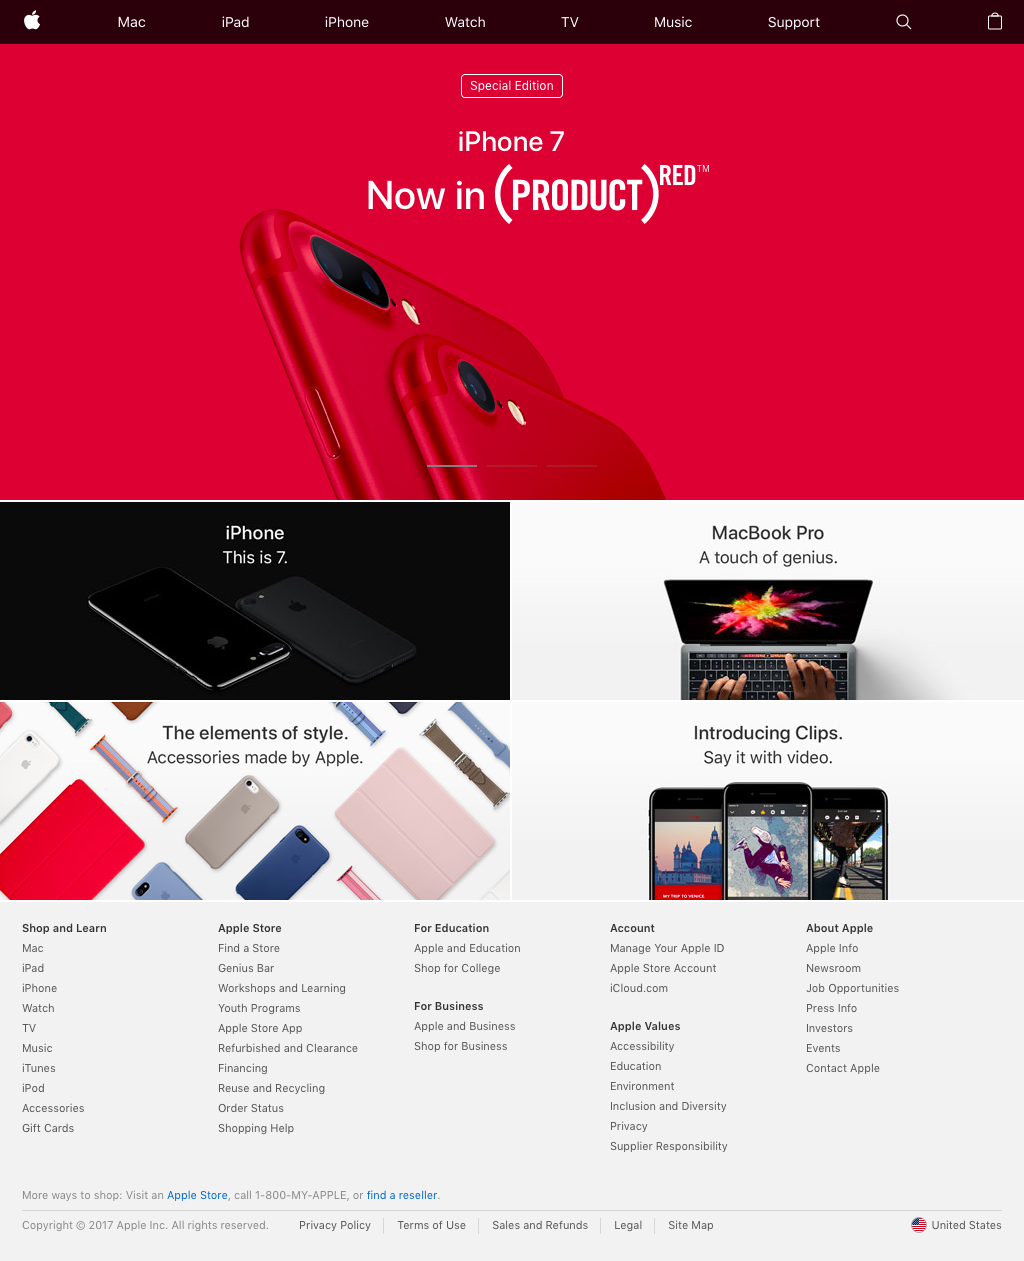 Mac iPad iPhone Watch TV Music Support
Special Edition
iPhone 7
Now in (PRODUCT)RED™
iPhone
This is 7.
MacBook Pro
A touch of genius.
The elements of style.
Accessories made by Apple.
Introducing Clips.
Say it with video.
MY TRIP TO VENICE
Shop and Learn
Mac
iPad
iPhone
Watch
TV
Music
iTunes
iPod
Accessories
Gift Cards
Apple Store
Find a Store
Genius Bar
Workshops and Learning
Youth Programs
Apple Store App
Refurbished and Clearance
Financing
Reuse and Recycling
Order Status
Shopping Help
For Education
Apple and Education
Shop for College
For Business
Apple and Business
Shop for Business
Account
Manage Your Apple ID
Apple Store Account
iCloud.com
Apple Values
Accessibility
Education
Environment
Inclusion and Diversity
Privacy
Supplier Responsibility
About Apple
Apple Info
Newsroom
Job Opportunities
Press Info
Investors
Events
Contact Apple
More ways to shop: Visit an Apple Store, call 1-800-MY-APPLE, or find a reseller.
Copyright © 2017 Apple Inc. All rights reserved. Privacy Policy Terms of Use Sales and Refunds Legal Site Map United States